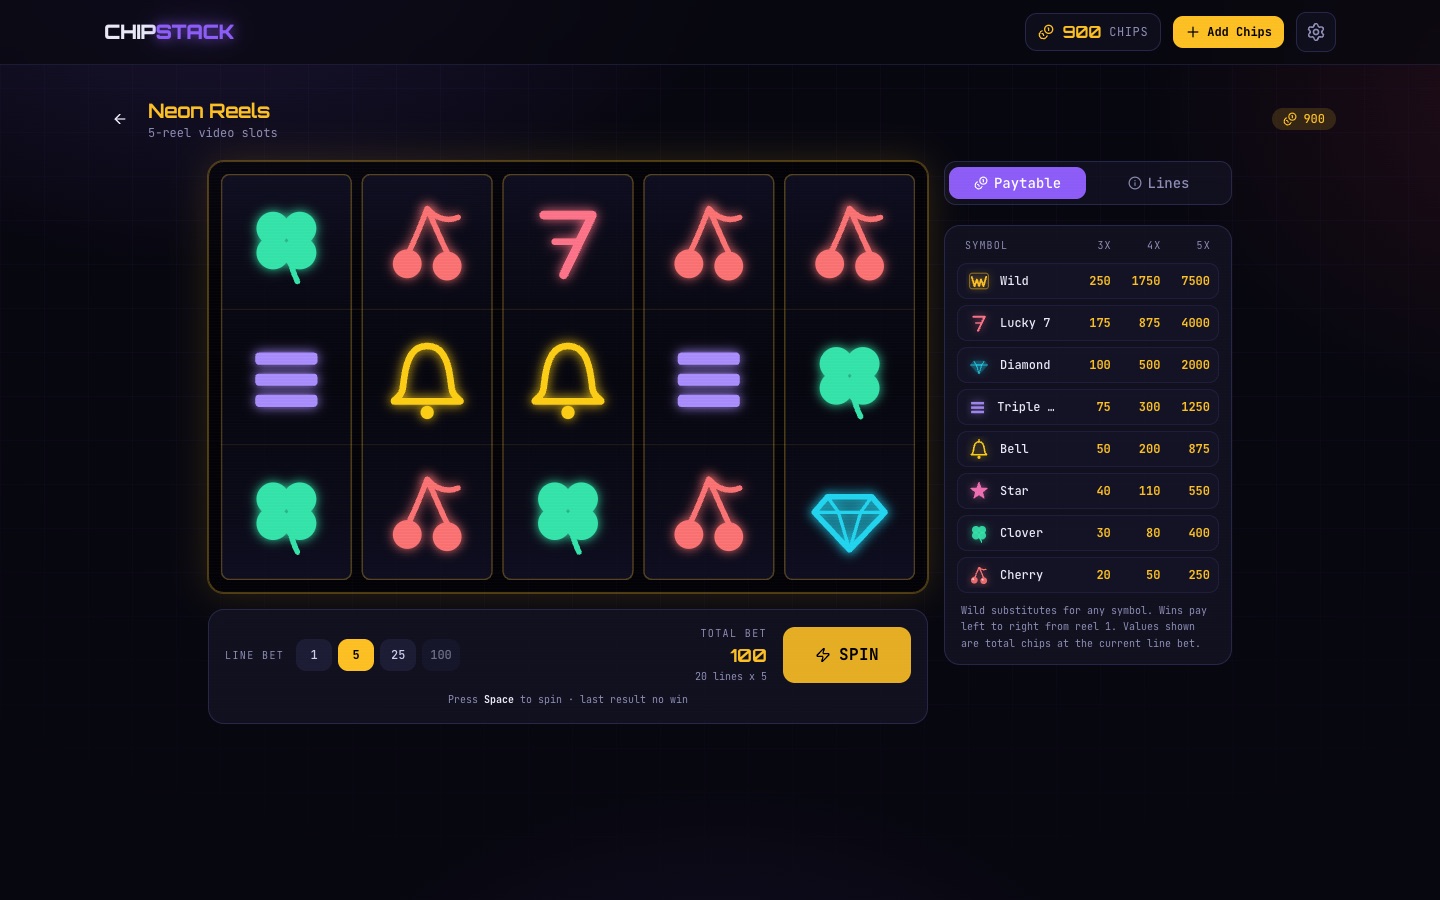 CHIPSTACK
900 CHIPS
Add Chips
Neon Reels
5-reel video slots
900
Paytable
Lines
SYMBOL 3X 4X 5X
Wild 250 1750 7500
Lucky 7 175 875 4000
Diamond 100 500 2000
Triple … 75 300 1250
Bell 50 200 875
Star 40 110 550
Clover 30 80 400
Cherry 20 50 250
Wild substitutes for any symbol. Wins pay
left to right from reel 1. Values shown
are total chips at the current line bet.
LINE BET 1 5 25 100
TOTAL BET
100
20 lines x 5
SPIN
Press Space to spin · last result no win